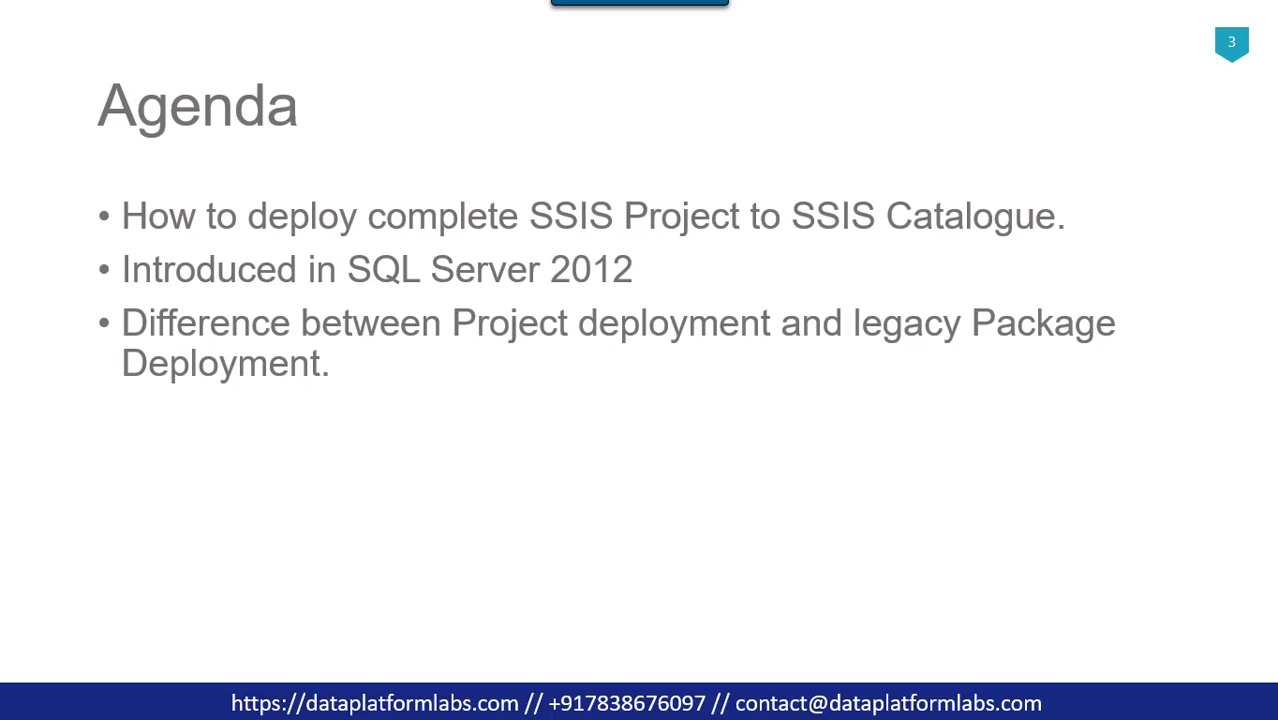 3
Agenda
• How to deploy complete SSIS Project to SSIS Catalogue.
• Introduced in SQL Server 2012
• Difference between Project deployment and legacy Package
Deployment.
https://dataplatformlabs.com // +917838676097 // contact@dataplatformlabs.com